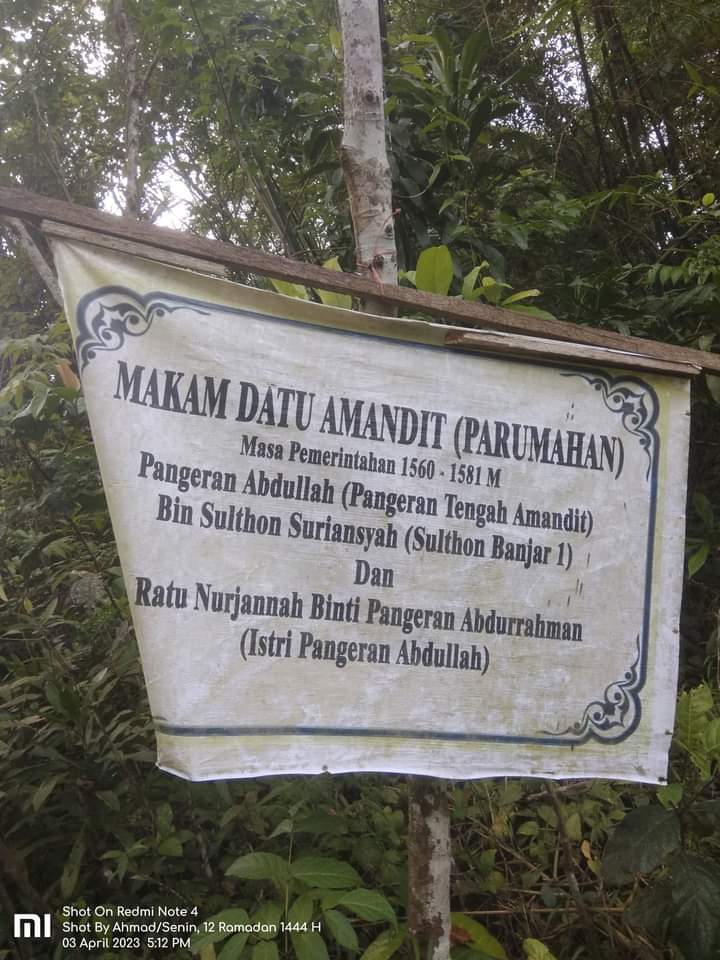 MAKAM DATU AMANDIT (PARUMAHAN)
Masa Pemerintahan 1560 - 1581 M
Pangeran Abdullah (Pangeran Tengah Amandit)
Bin Sulthon Suriansyah (Sulthon Banjar 1)
Dan
Ratu Nurjannah Binti Pangeran Abdurrahman
(Istri Pangeran Abdullah)
Shot On Redmi Note 4
Shot By Ahmad/Senin, 12 Ramadan 1444 H
03 April 2023 5:12 PM